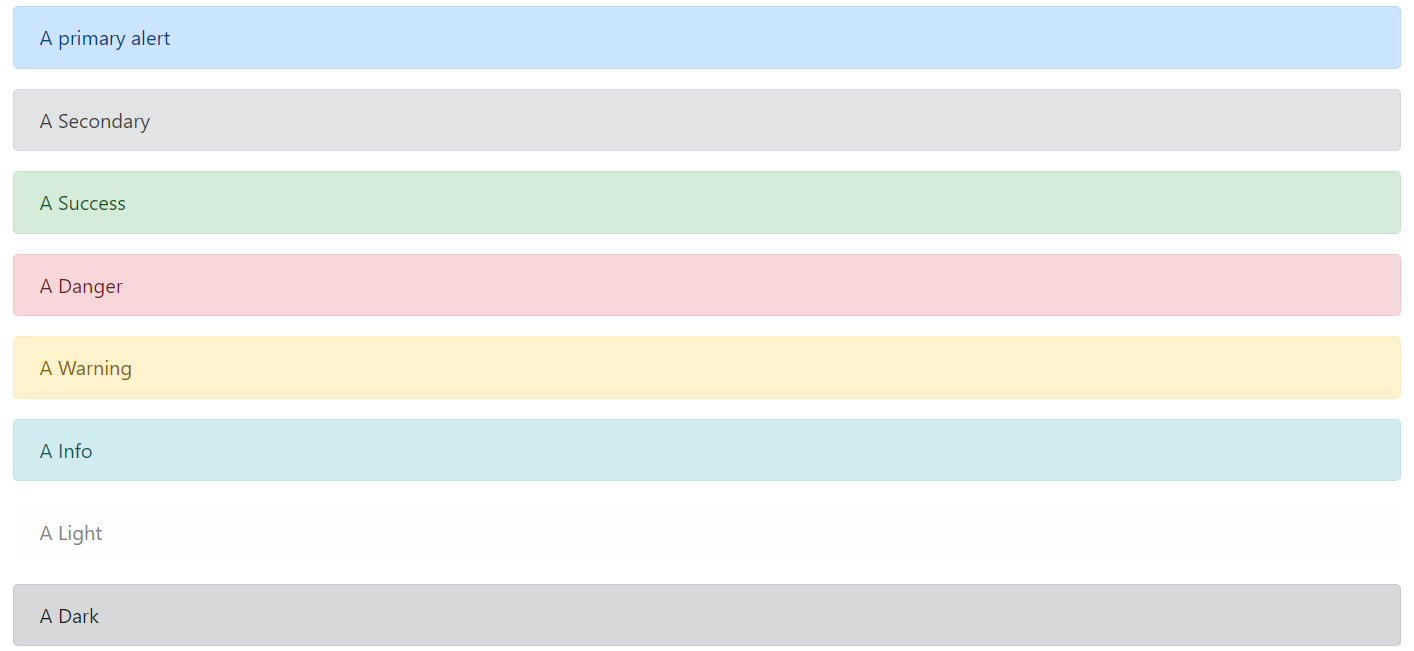 A primary alert
A Secondary
A Success
A Danger
A Warning
A Info
A Light
A Dark